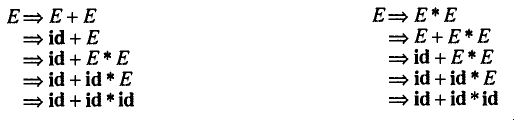 E ⇒ E + E
⇒ id + E
⇒ id + E * E
⇒ id + id * E
⇒ id + id * id
E ⇒ E * E
⇒ E + E * E
⇒ id + E * E
⇒ id + id * E
⇒ id + id * id